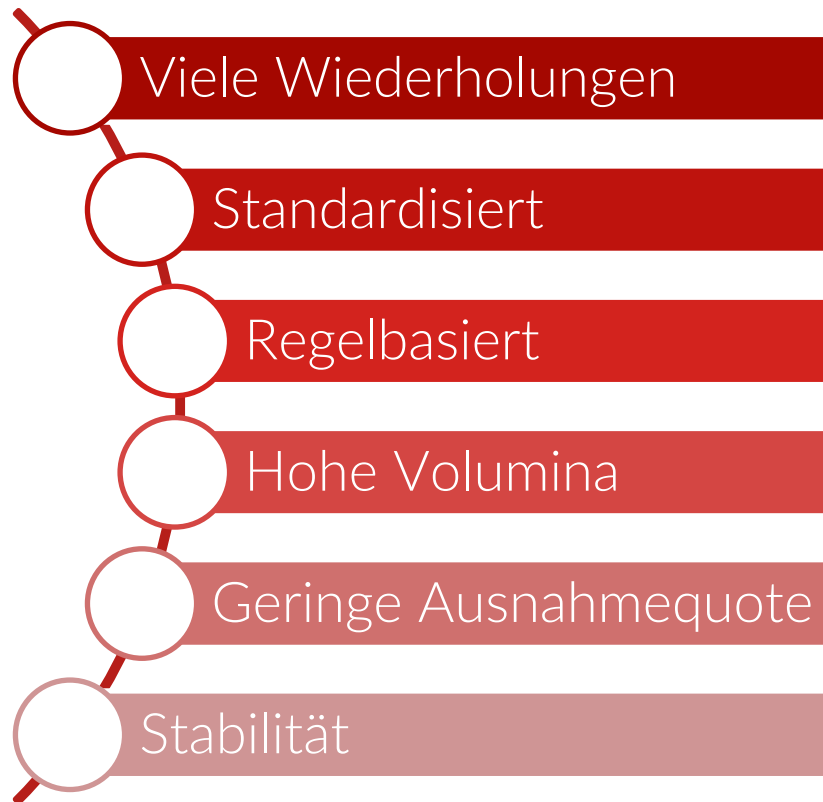 Viele Wiederholungen
Standardisiert
Regelbasiert
Hohe Volumina
Geringe Ausnahmequote
Stabilität